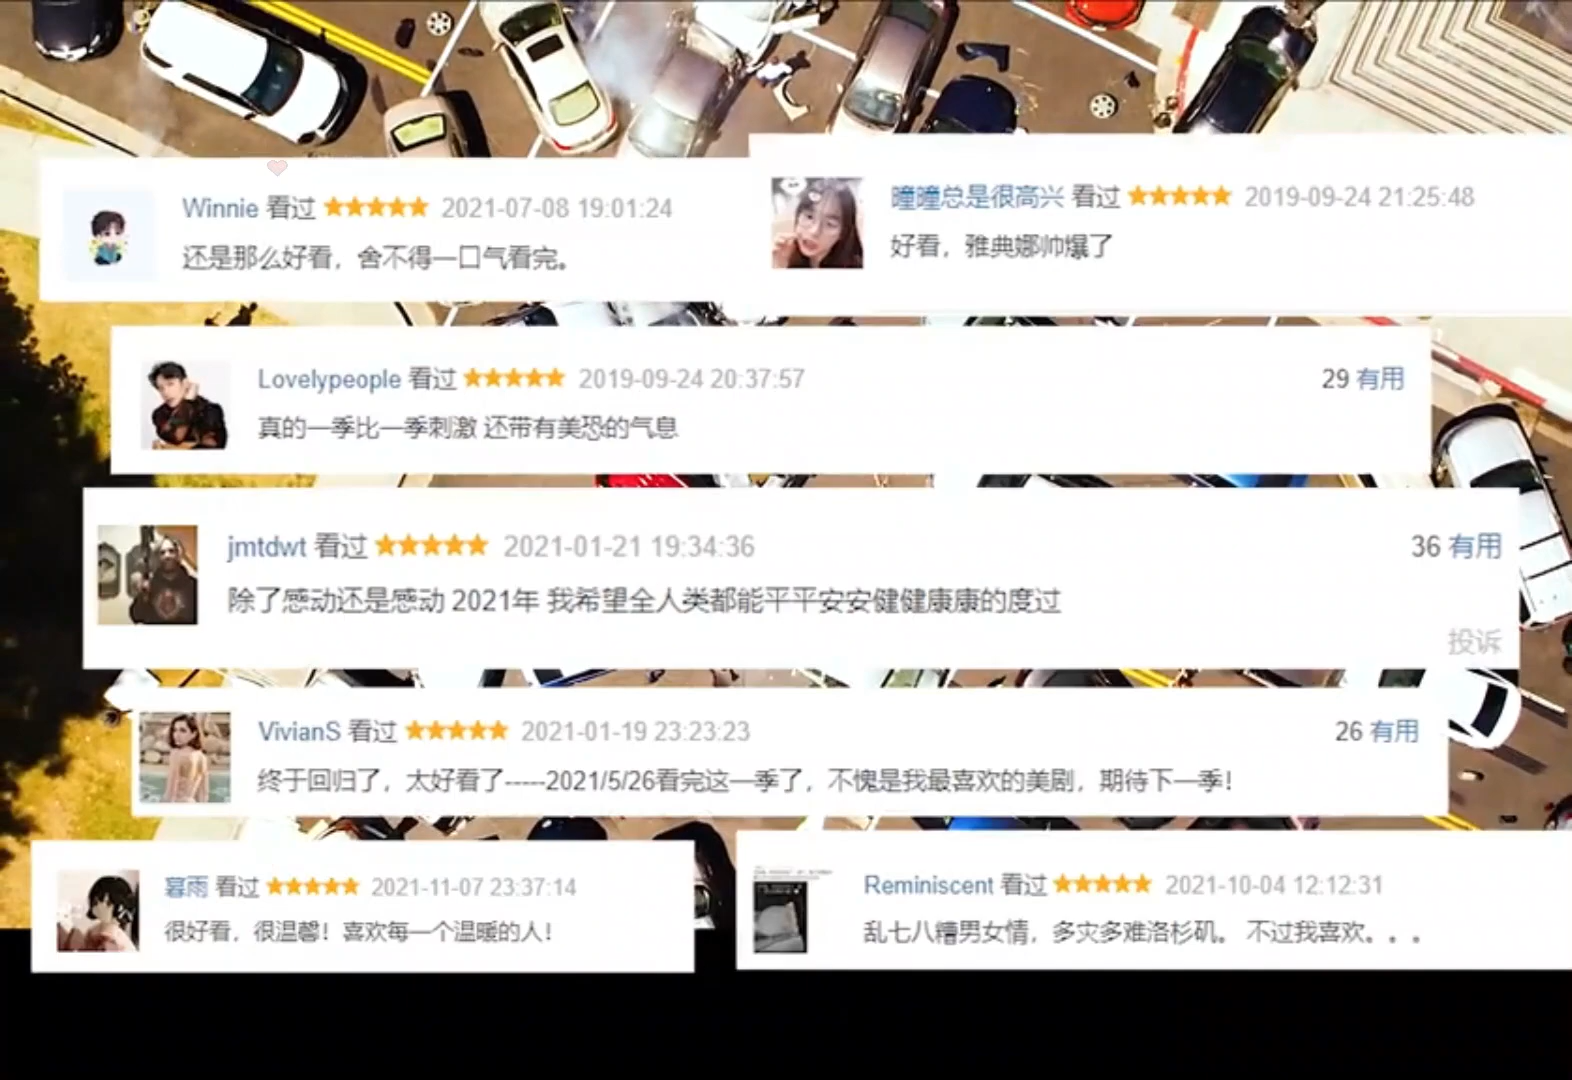 Winnie 看过 ★★★★★ 2021-07-08 19:01:24
还是那么好看，舍不得一口气看完。
瞳瞳总是很高兴 看过 ★★★★★ 2019-09-24 21:25:48
好看，雅典娜帅爆了
Lovelypeople 看过 ★★★★★ 2019-09-24 20:37:57 29 有用
真的一季比一季刺激 还带有美恐的气息
jmtdwt 看过 ★★★★★ 2021-01-21 19:34:36 36 有用
除了感动还是感动 2021年 我希望全人类都能平平安安健健康康的度过
投诉
VivianS 看过 ★★★★★ 2021-01-19 23:23:23 26 有用
终于回归了，太好看了-----2021/5/26看完这一季了，不愧是我最喜欢的美剧，期待下一季！
暮雨 看过 ★★★★★ 2021-11-07 23:37:14
很好看，很温馨！喜欢每一个温暖的人！
Reminiscent 看过 ★★★★★ 2021-10-04 12:12:31
乱七八糟男女情，多灾多难洛杉矶。 不过我喜欢。。。